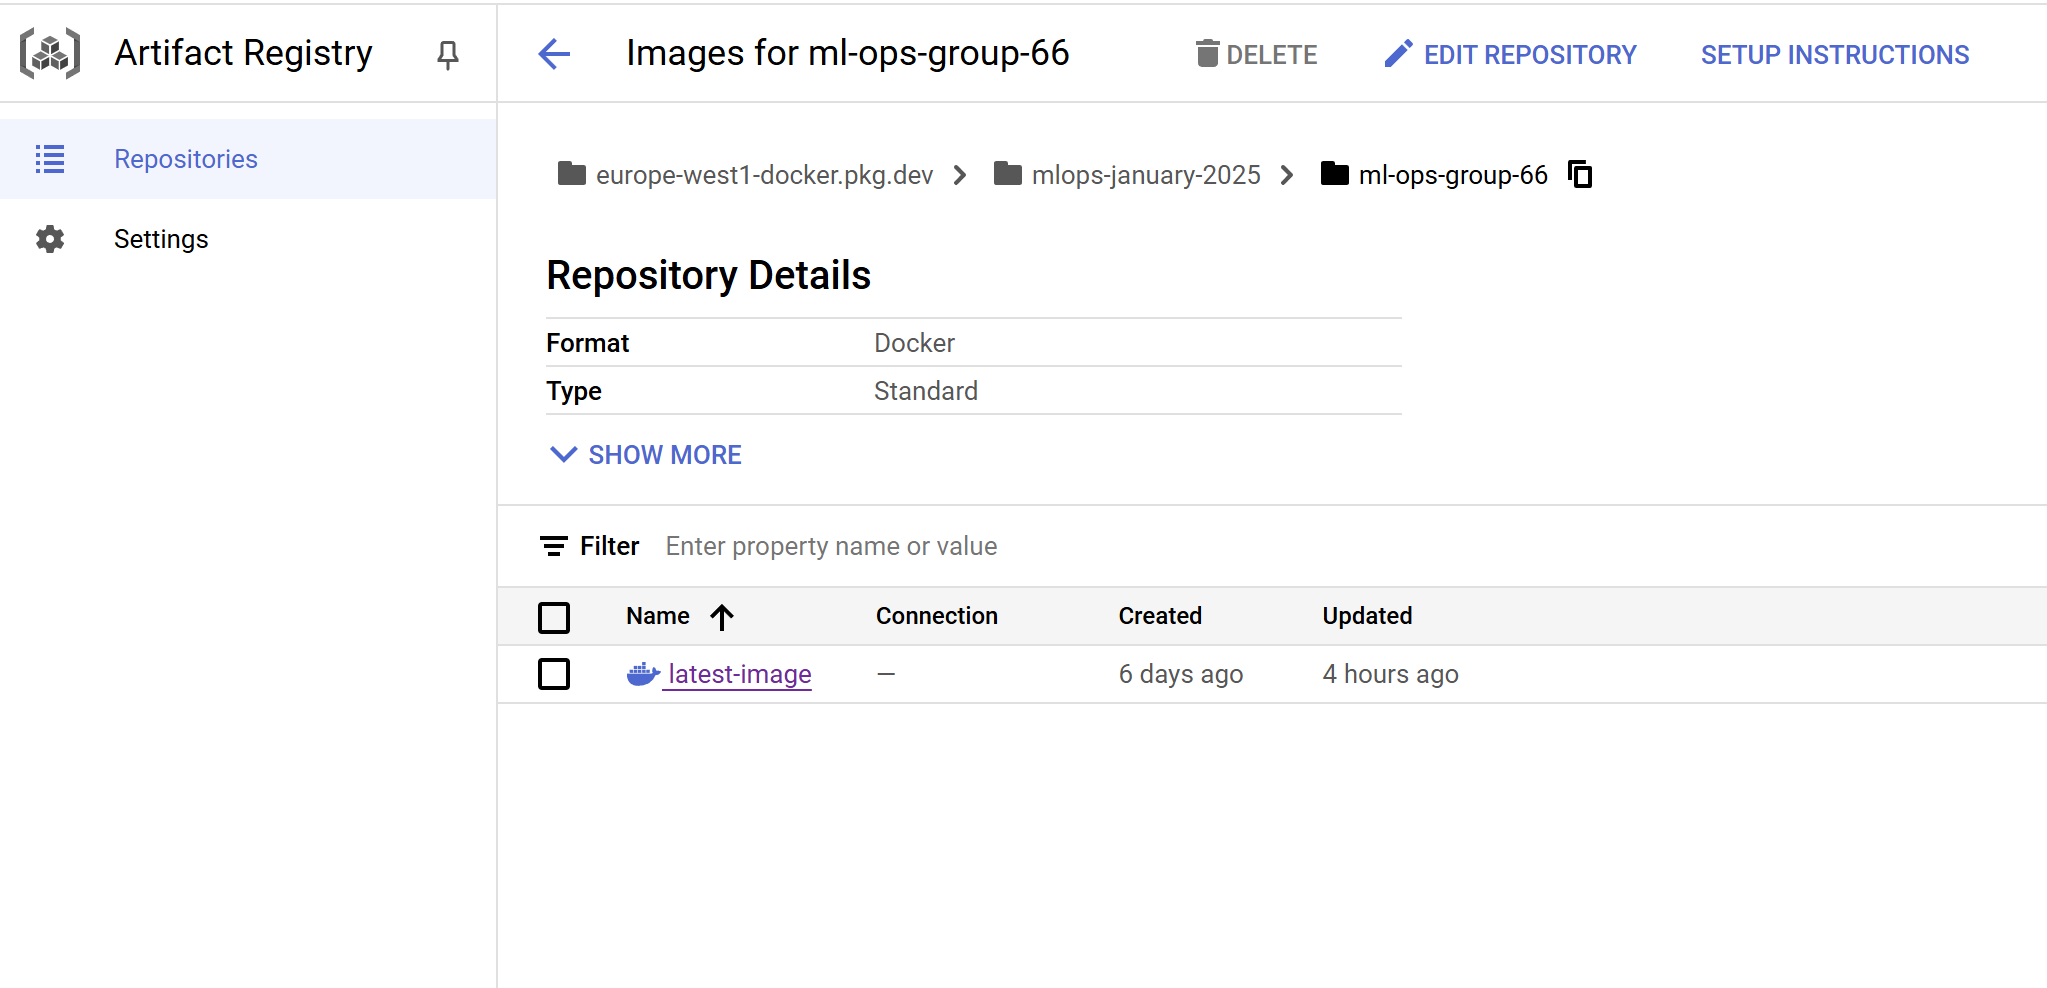 Artifact Registry
Images for ml-ops-group-66
DELETE
EDIT REPOSITORY
SETUP INSTRUCTIONS
Repositories
Settings
europe-west1-docker.pkg.dev
mlops-january-2025
ml-ops-group-66
Repository Details
Format Docker
Type Standard
SHOW MORE
Filter Enter property name or value
Name Connection Created Updated
latest-image — 6 days ago 4 hours ago